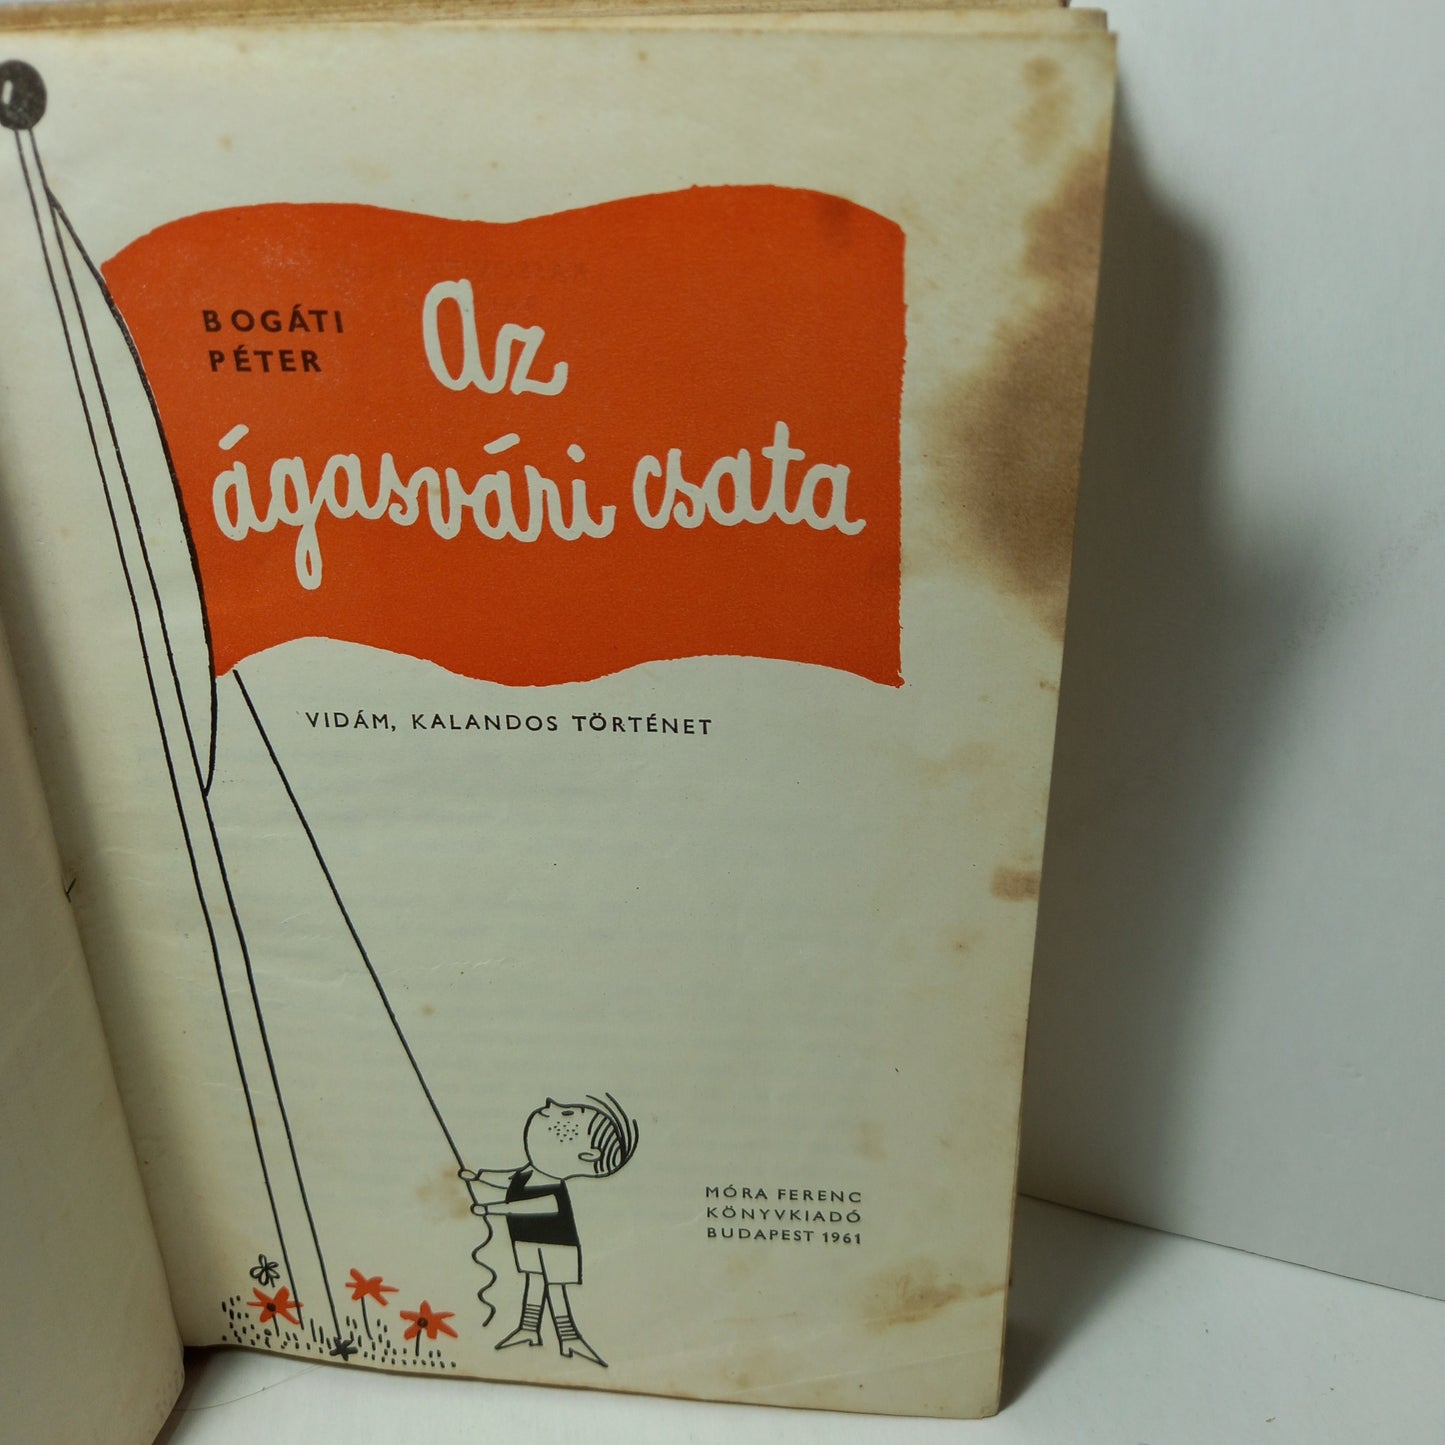 BOGÁTI
PÉTER
Az
ágasvári csata
VIDÁM, KALANDOS TÖRTÉNET
MÓRA FERENC
KÖNYVKIADÓ
BUDAPEST 1961